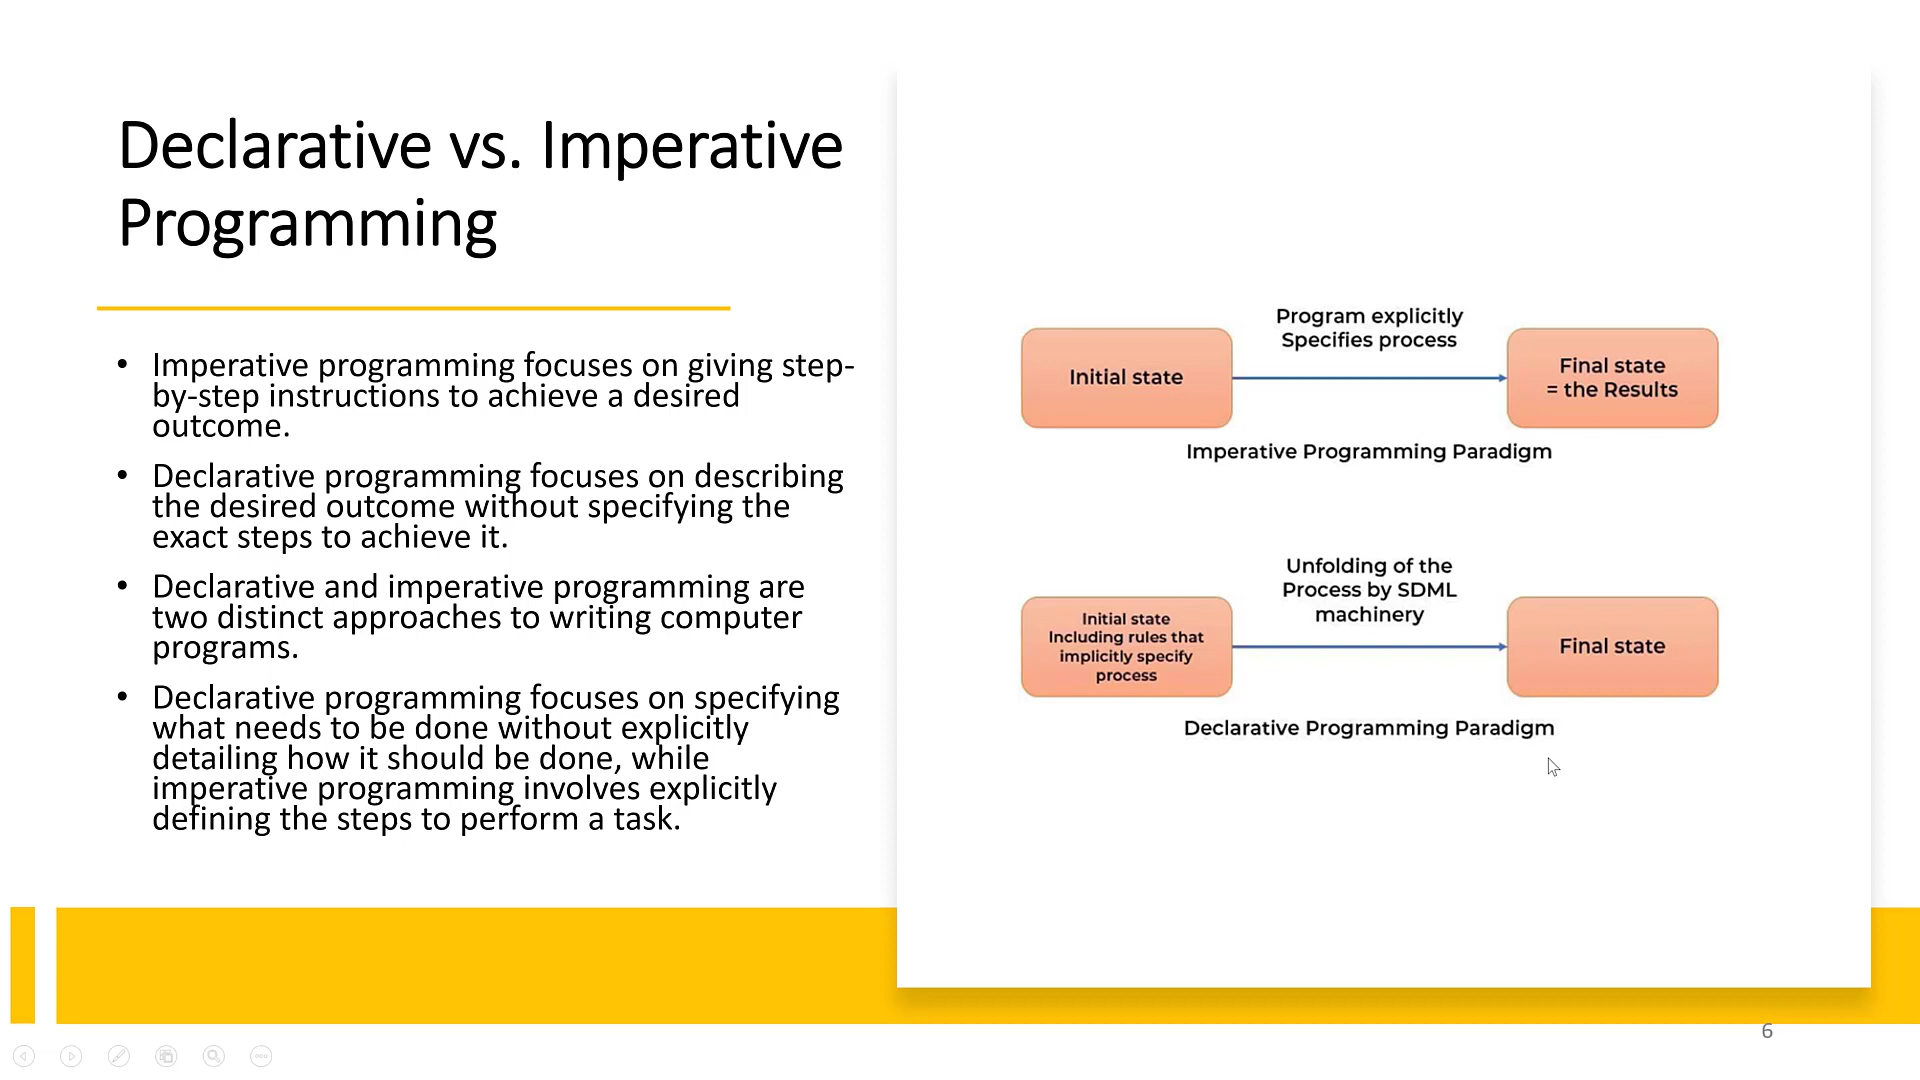 Declarative vs. Imperative
Programming
• Imperative programming focuses on giving step-
by-step instructions to achieve a desired
outcome.
• Declarative programming focuses on describing
the desired outcome without specifying the
exact steps to achieve it.
• Declarative and imperative programming are
two distinct approaches to writing computer
programs.
• Declarative programming focuses on specifying
what needs to be done without explicitly
detailing how it should be done, while
imperative programming involves explicitly
defining the steps to perform a task.
Program explicitly
Specifies process
Initial state
Final state
= the Results
Imperative Programming Paradigm
Unfolding of the
Process by SDML
machinery
Initial state
Including rules that
implicitly specify
process
Final state
Declarative Programming Paradigm
6